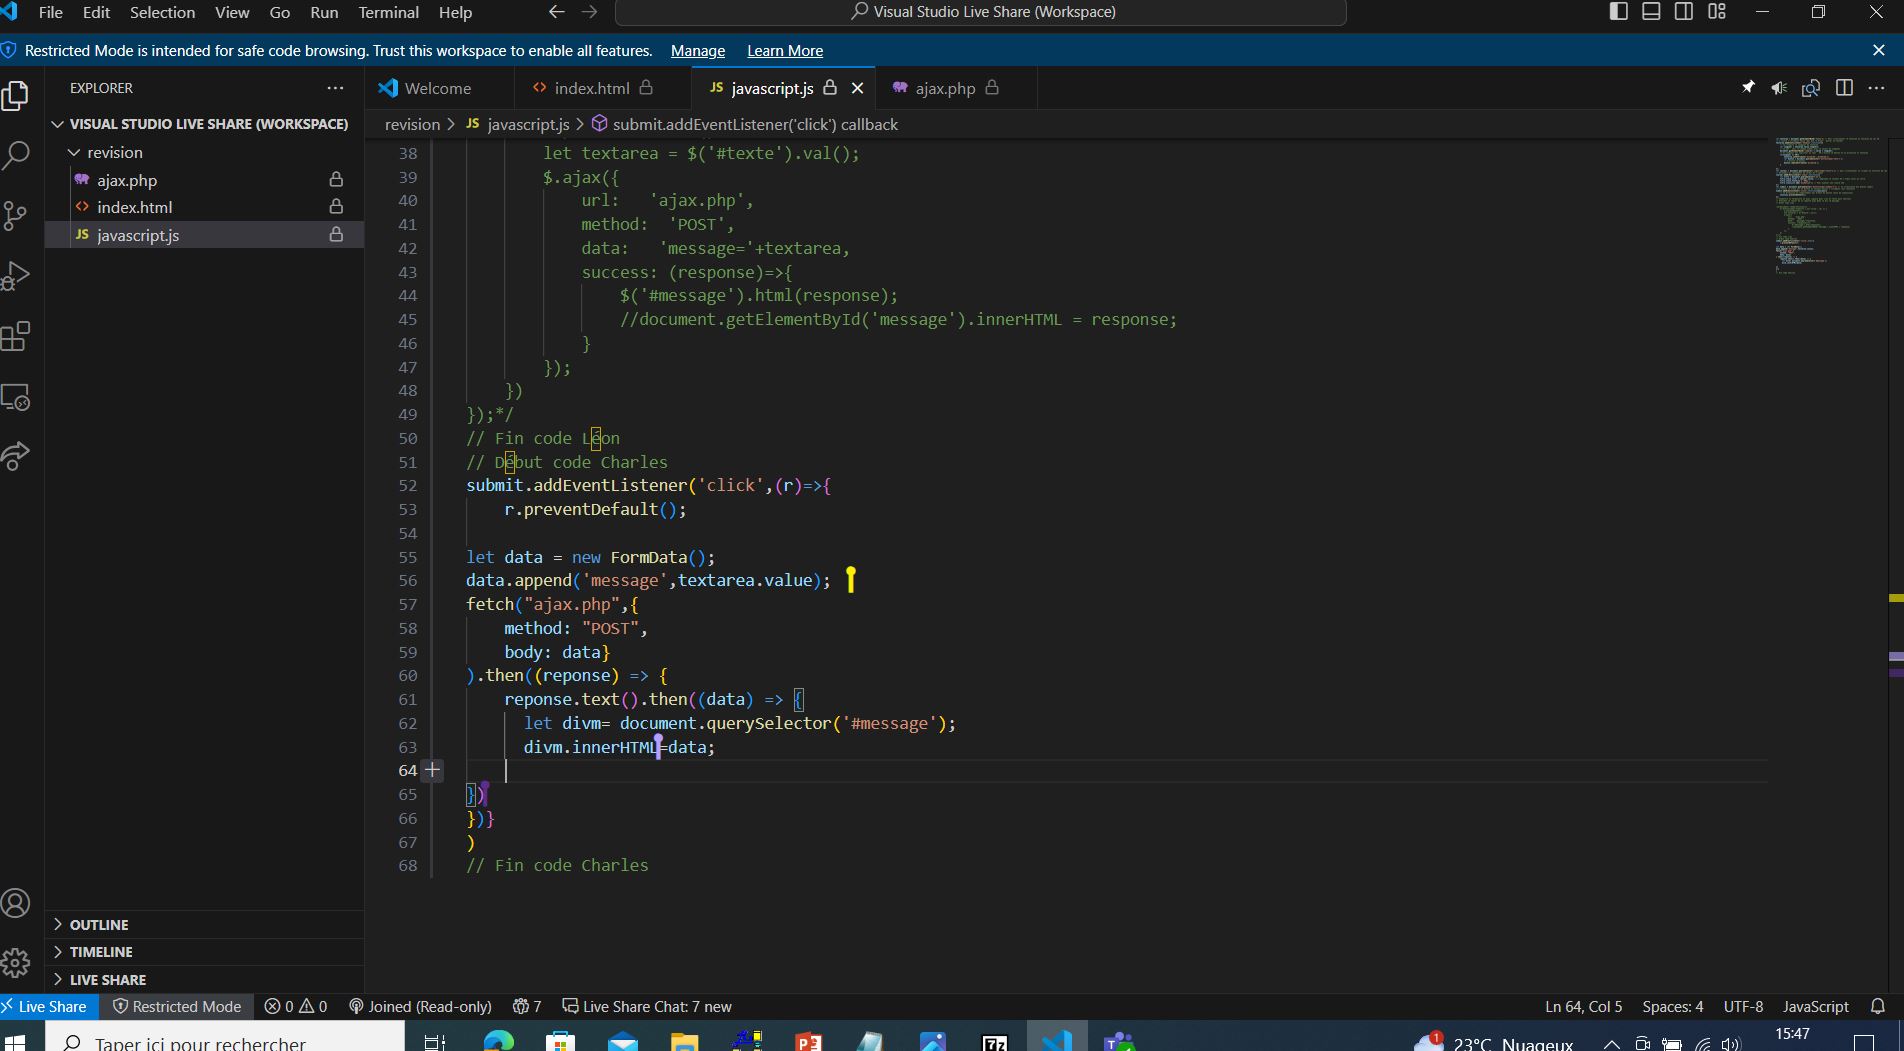 File Edit Selection View Go Run Terminal Help Visual Studio Live Share (Workspace)
Restricted Mode is intended for safe code browsing. Trust this workspace to enable all features. Manage Learn More
EXPLORER
VISUAL STUDIO LIVE SHARE (WORKSPACE)
revision
ajax.php
index.html
JS javascript.js
OUTLINE
TIMELINE
LIVE SHARE
Welcome index.html JS javascript.js ajax.php
revision > JS javascript.js > submit.addEventListener('click') callback
38 let textarea = $('#texte').val();
39 $.ajax({
40 url: 'ajax.php',
41 method: 'POST',
42 data: 'message='+textarea,
43 success: (response)=>{
44 $('#message').html(response);
45 //document.getElementById('message').innerHTML = response;
46 }
47 });
48 })
49 });*/
50 // Fin code Léon
51 // Début code Charles
52 submit.addEventListener('click',(r)=>{
53 r.preventDefault();
54
55 let data = new FormData();
56 data.append('message',textarea.value);
57 fetch("ajax.php",{
58 method: "POST",
59 body: data}
60 ).then((reponse) => {
61 reponse.text().then((data) => {
62 let divm= document.querySelector('#message');
63 divm.innerHTML=data;
64
65 })
66 })}
67 )
68 // Fin code Charles
Live Share Restricted Mode 0 0 Joined (Read-only) 7 Live Share Chat: 7 new Ln 64, Col 5 Spaces: 4 UTF-8 JavaScript
Taper ici pour rechercher 1 23°C Nuageux 15:47